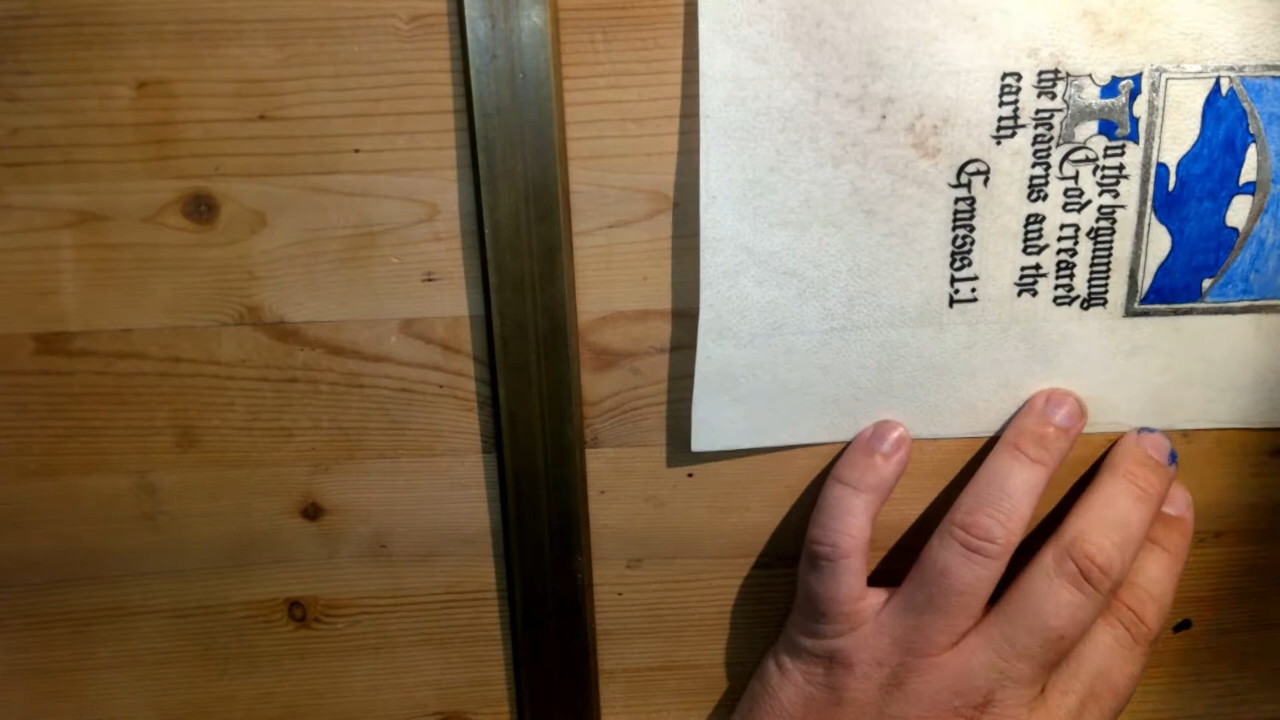 In the beginning
God created
the heavens and the
earth.
Genesis 1:1